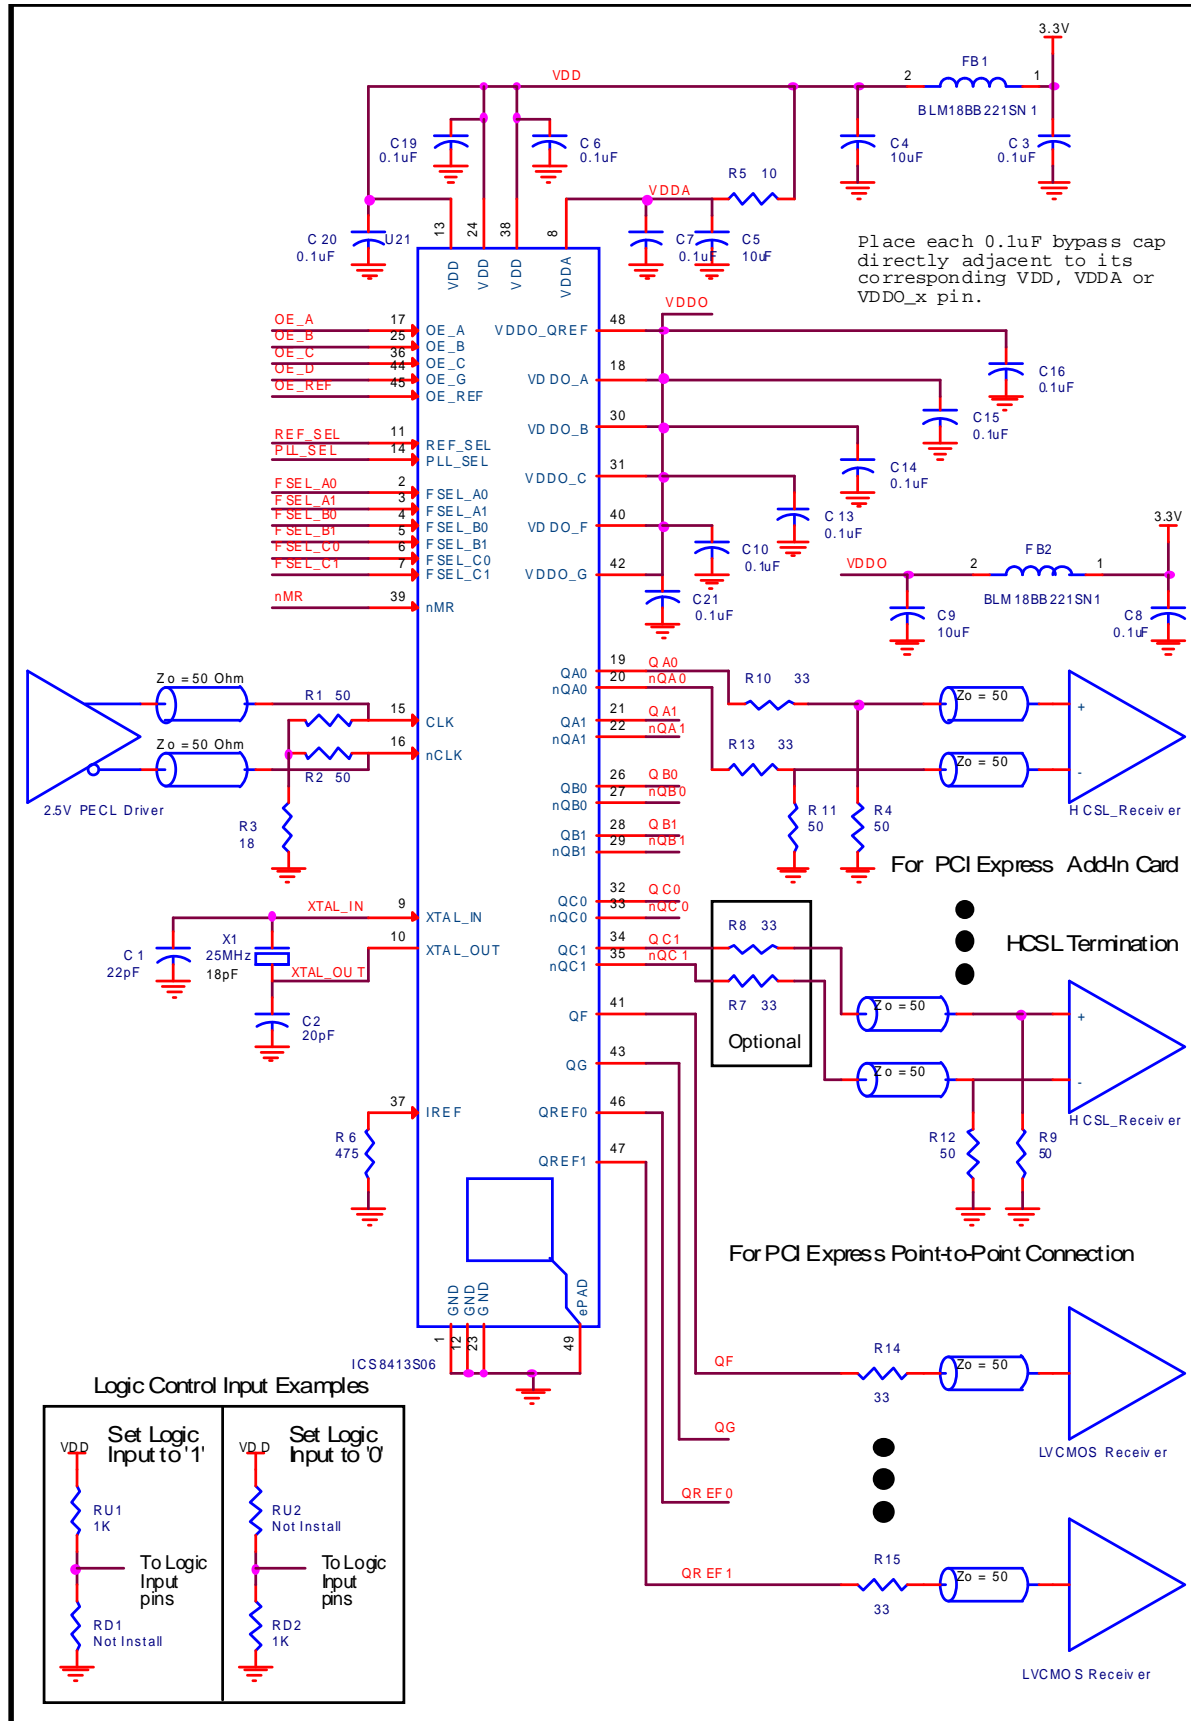 3.3V
VDD
FB1
2
1
BLM18BB221SN1
C19
0.1uF
C6
0.1uF
C4
10uF
C3
0.1uF
R5 10
VDDA
C20
0.1uF
U21
13
24
38
8
C7
0.1uF
C5
10uF
Place each 0.1uF bypass cap
directly adjacent to its
corresponding VDD, VDDA or
VDDO_x pin.
VDD
VDD
VDD
VDDA
VDDO
OE_A
17
OE_A
OE_B
25
OE_B
OE_C
36
OE_C
OE_D
44
OE_G
OE_REF
45
OE_REF
VDDO_QREF
48
VDDO_A
18
C16
0.1uF
C15
0.1uF
REF_SEL
11
REF_SEL
PLL_SEL
14
PLL_SEL
VDDO_B
30
C14
0.1uF
VDDO_C
31
FSEL_A0
2
FSEL_A0
FSEL_A1
3
FSEL_A1
FSEL_B0
4
FSEL_B0
FSEL_B1
5
FSEL_B1
FSEL_C0
6
FSEL_C0
FSEL_C1
7
FSEL_C1
C13
0.1uF
VDDO_F
40
C10
0.1uF
VDDO_G
42
C21
0.1uF
3.3V
VDDO
2
FB2
1
BLM18BB221SN1
C9
10uF
C8
0.1uF
nMR
39
nMR
Zo = 50 Ohm
R1 50
15
CLK
16
nCLK
Zo = 50 Ohm
R2 50
2.5V PECL Driver
R3
18
QA0
19
QA0
nQA0
20
nQA0
QA1
21
QA1
nQA1
22
nQA1
QB0
26
QB0
nQB0
27
nQB0
QB1
28
QB1
nQB1
29
nQB1
R10 33
R13 33
Zo = 50
Zo = 50
+
-
R11
50
R4
50
HCSL_Receiver
For PCI Express Add-In Card
XTAL_IN
9
XTAL_IN
C1
22pF
X1
25MHz
18pF
10
XTAL_OUT
XTAL_OUT
C2
20pF
QC0
32
QC0
nQC0
33
nQC0
QC1
34
QC1
nQC1
35
nQC1
R8 33
R7 33
Optional
HCSL Termination
Zo = 50
Zo = 50
+
-
HCSL_Receiver
R12
50
R9
50
QF
41
QG
43
QREF0
46
QREF1
47
37
IREF
R6
475
For PCI Express Point-to-Point Connection
GND
GND
GND
ePAD
1
12
23
49
ICS8413S06
QF
R14
33
Zo = 50
LVCMOS Receiver
QG
QREF0
QREF1
R15
33
Zo = 50
LVCMOS Receiver
Logic Control Input Examples
Set Logic
Input to '1'
VDD
RU1
1K
To Logic
Input
pins
RD1
Not Install
Set Logic
Input to '0'
VDD
RU2
Not Install
To Logic
Input
pins
RD2
1K